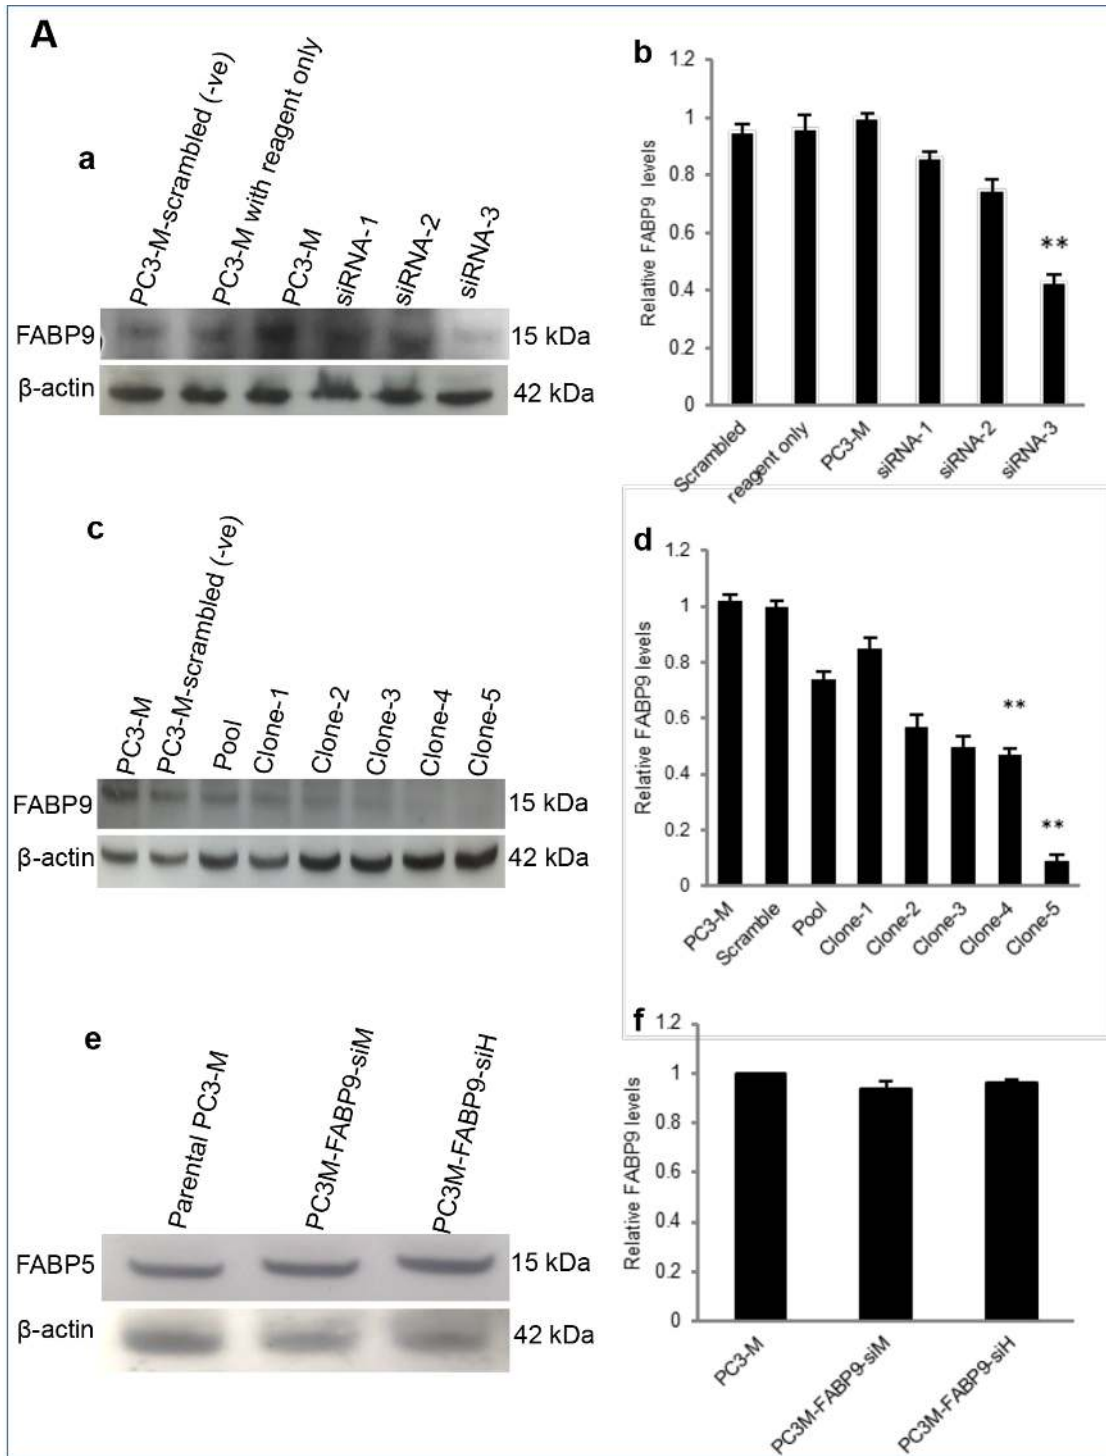 A
a
PC3-M-scrambled (-ve)
PC3-M with reagent only
PC3-M
siRNA-1
siRNA-2
siRNA-3
FABP9
15 kDa
β-actin
42 kDa
b
1.2
1
0.8
0.6
0.4
0.2
0
Relative FABP9 levels
**
Scrambled
reagent only
PC3-M
siRNA-1
siRNA-2
siRNA-3
c
PC3-M
PC3-M-scrambled (-ve)
Pool
Clone-1
Clone-2
Clone-3
Clone-4
Clone-5
FABP9
15 kDa
β-actin
42 kDa
d
1.2
1
0.8
0.6
0.4
0.2
0
Relative FABP9 levels
**
**
PC3-M
Scramble
Pool
Clone-1
Clone-2
Clone-3
Clone-4
Clone-5
e
Parental PC3-M
PC3M-FABP9-siM
PC3M-FABP9-siH
FABP5
15 kDa
β-actin
42 kDa
f
1.2
1
0.8
0.6
0.4
0.2
0
Relative FABP9 levels
PC3-M
PC3M-FABP9-siM
PC3M-FABP9-siH